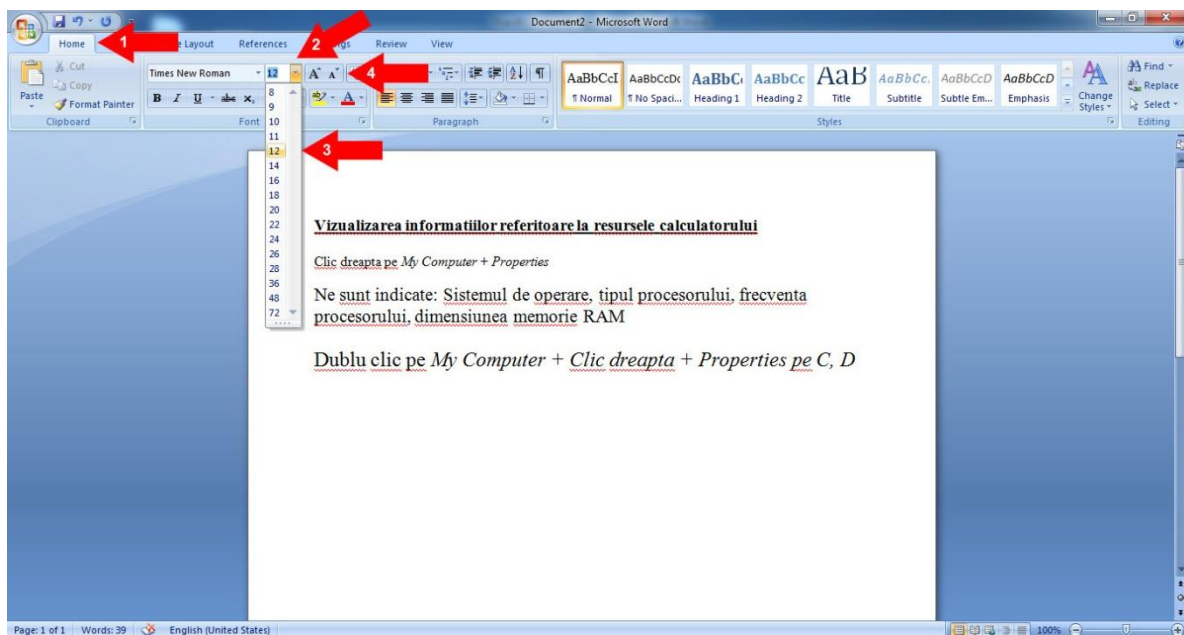 Document2 - Microsoft Word
Home 1 Layout References 2 Review View
Cut
Copy
Paste
Format Painter
Clipboard
Times New Roman 12 4
B I U abc x,
Font
Paragraph
AaBbCcI AaBbCcDc AaBbC AaBbCc AaB AaBbCc. AaBbCcD AaBbCcD
¶ Normal ¶ No Spaci... Heading 1 Heading 2 Title Subtitle Subtle Em... Emphasis
Change Styles
Styles
Find
Replace
Select
Editing
8
9
10
11
12 3
14
16
18
20
22
24
26
28
36
48
72
Vizualizarea informatiilor referitoare la resursele calculatorului
Clic dreapta pe My Computer + Properties
Ne sunt indicate: Sistemul de operare, tipul procesorului, frecventa
procesorului, dimensiunea memorie RAM
Dublu clic pe My Computer + Clic dreapta + Properties pe C, D
Page: 1 of 1 Words: 39 English (United States) 100%